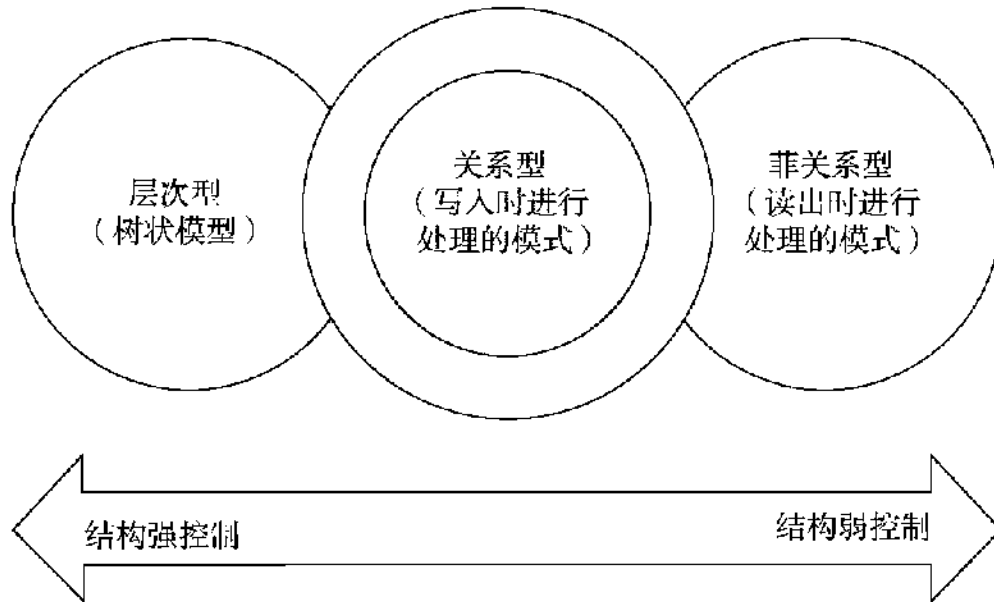 层次型
（树状模型）
关系型
（写入时进行
处理的模式）
菲关系型
（读出时进行
处理的模式）
结构强控制
结构弱控制